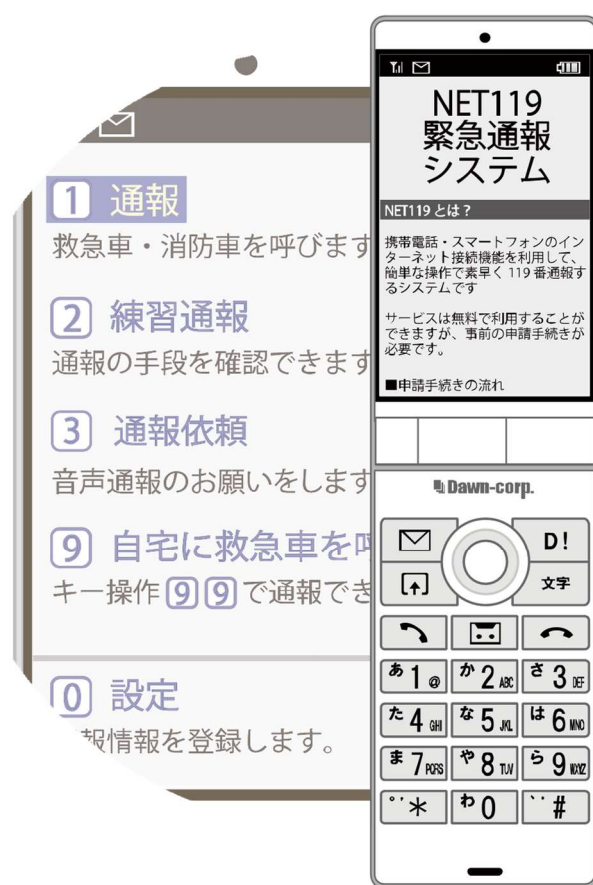 1 通報
救急車・消防車を呼びます
2 練習通報
通報の手段を確認できます
3 通報依頼
音声通報のお願いをします
9 自宅に救急車を呼
キー操作99で通報でき
0 設定
報情報を登録します。
NET119
緊急通報
システム
NET119 とは？
携帯電話・スマートフォンのイン
ターネット接続機能を利用して、
簡単な操作で素早く 119 番通報す
るシステムです
サービスは無料で利用することが
できますが、事前の申請手続きが
必要です。
■申請手続きの流れ
Dawn-corp.
D!
文字
あ 1 @
か 2 ABC
さ 3 DEF
た 4 GHI
な 5 JKL
は 6 MNO
ま 7 PQRS
や 8 TUV
ら 9 WXYZ
゜' *
わ 0
#